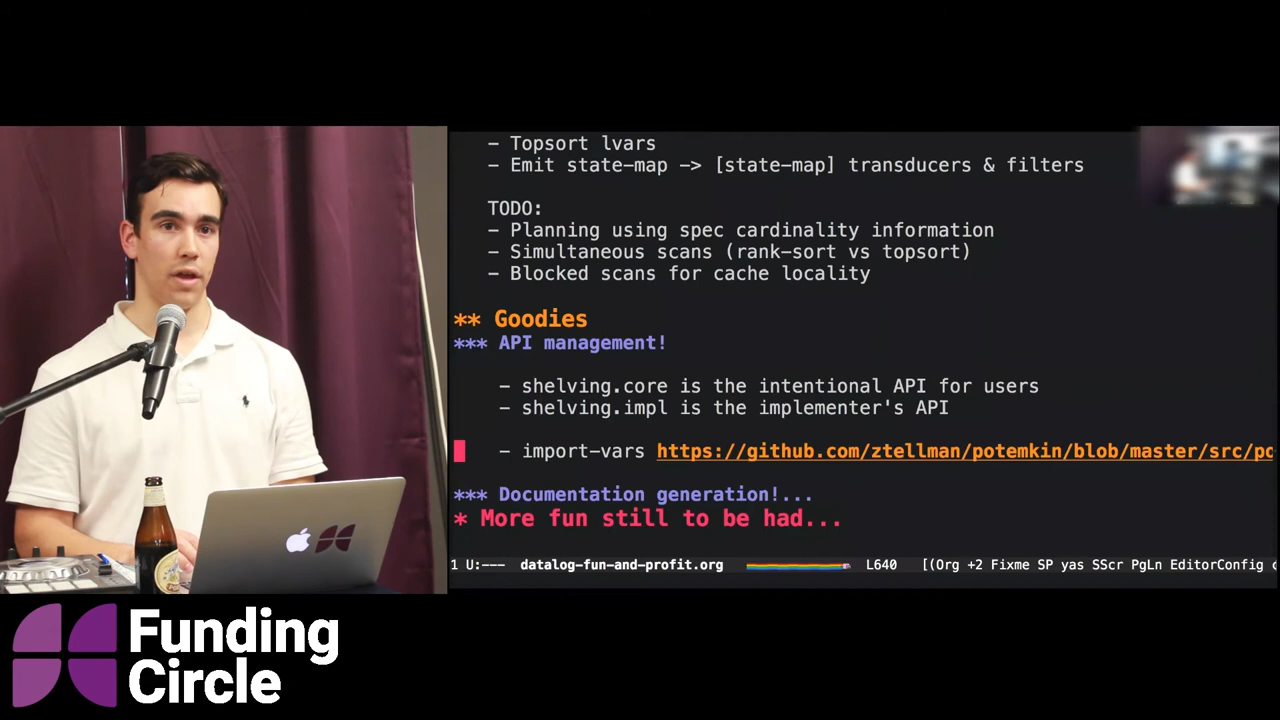 - Topsort lvars
- Emit state-map -> [state-map] transducers & filters
TODO:
- Planning using spec cardinality information
- Simultaneous scans (rank-sort vs topsort)
- Blocked scans for cache locality
** Goodies
*** API management!
- shelving.core is the intentional API for users
- shelving.impl is the implementer's API
- import-vars https://github.com/ztellman/potemkin/blob/master/src/po
*** Documentation generation!...
* More fun still to be had...
1 U:--- datalog-fun-and-profit.org L640 [(Org +2 Fixme SP yas SScr PgLn EditorConfig
Funding
Circle